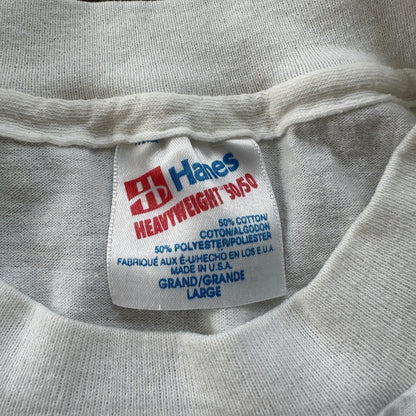 Hanes
HEAVYWEIGHT 50/50
50% COTTON
COTON/ALGODON
50% POLYESTER/POLIESTER
FABRIQUÉ AUX É-U/HECHO EN LOS E.U.A
MADE IN U.S.A.
GRAND/GRANDE
LARGE